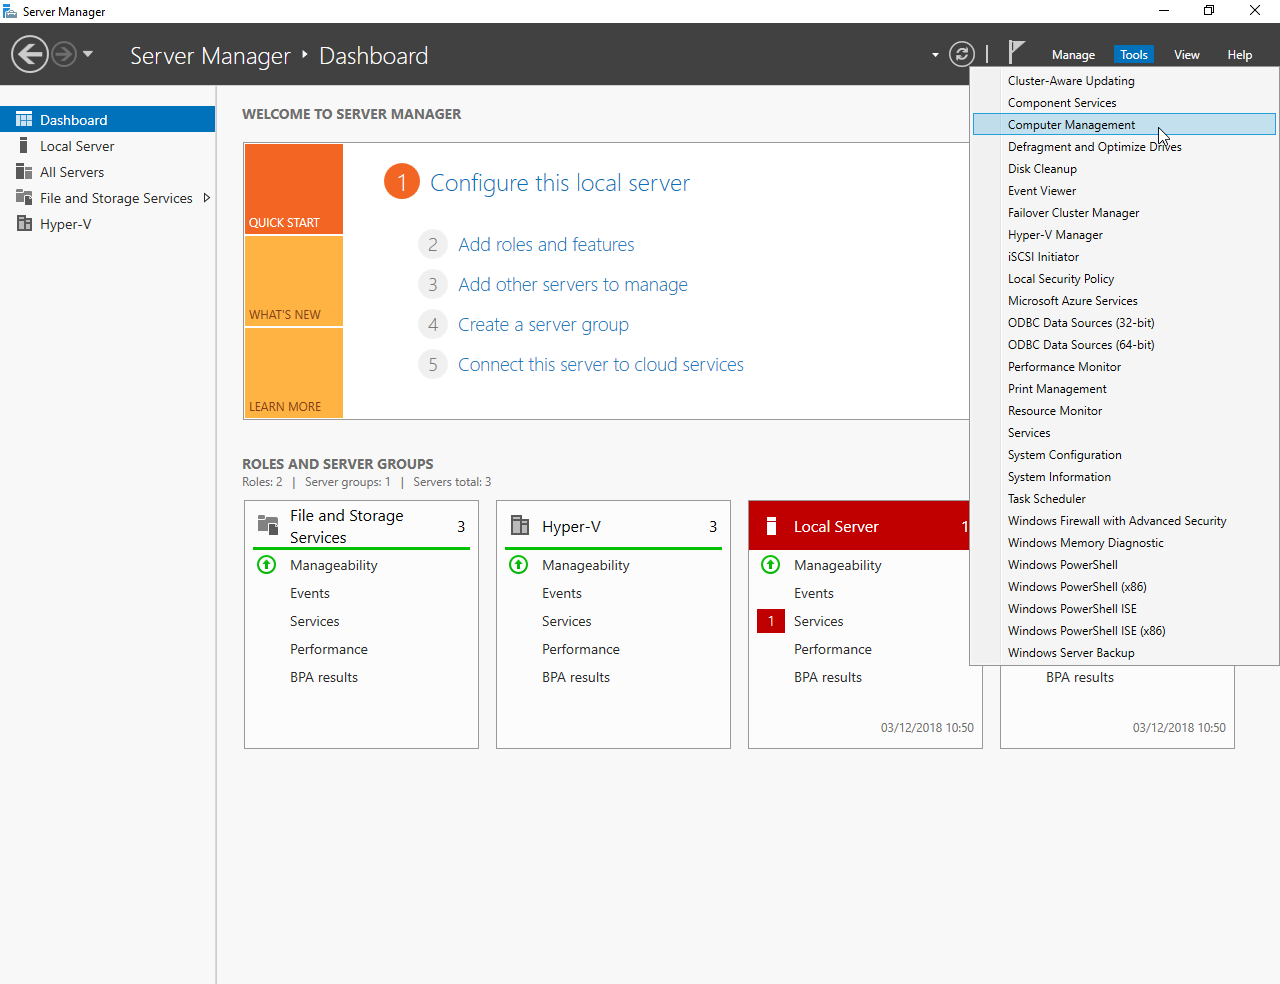 Server Manager
Server Manager ‣ Dashboard
Manage Tools View Help
Dashboard
Local Server
All Servers
File and Storage Services
Hyper-V
WELCOME TO SERVER MANAGER
QUICK START
WHAT'S NEW
LEARN MORE
1 Configure this local server
2 Add roles and features
3 Add other servers to manage
4 Create a server group
5 Connect this server to cloud services
Cluster-Aware Updating
Component Services
Computer Management
Defragment and Optimize Drives
Disk Cleanup
Event Viewer
Failover Cluster Manager
Hyper-V Manager
iSCSI Initiator
Local Security Policy
Microsoft Azure Services
ODBC Data Sources (32-bit)
ODBC Data Sources (64-bit)
Performance Monitor
Print Management
Resource Monitor
Services
System Configuration
System Information
Task Scheduler
Windows Firewall with Advanced Security
Windows Memory Diagnostic
Windows PowerShell
Windows PowerShell (x86)
Windows PowerShell ISE
Windows PowerShell ISE (x86)
Windows Server Backup
ROLES AND SERVER GROUPS
Roles: 2 | Server groups: 1 | Servers total: 3
File and Storage
Services
3
Manageability
Events
Services
Performance
BPA results
Hyper-V 3
Manageability
Events
Services
Performance
BPA results
Local Server 1
Manageability
Events
1 Services
Performance
BPA results
03/12/2018 10:50
BPA results
03/12/2018 10:50